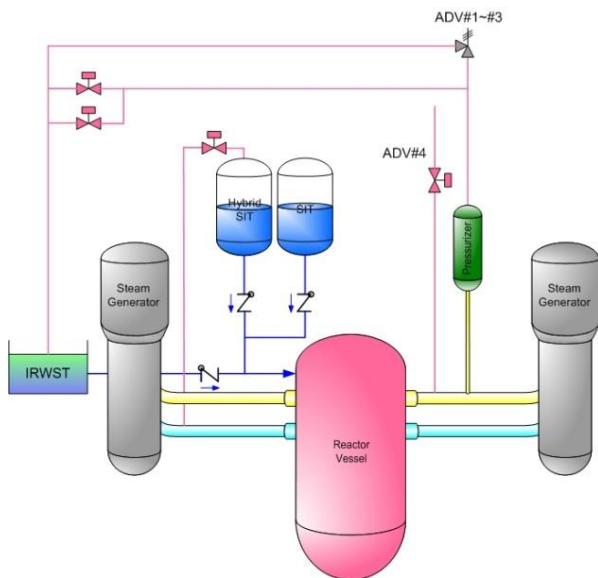 ADV#1~#3
ADV#4
Hybrid
SIT
SIT
Pressurizer
Steam
Generator
Steam
Generator
IRWST
Reactor
Vessel